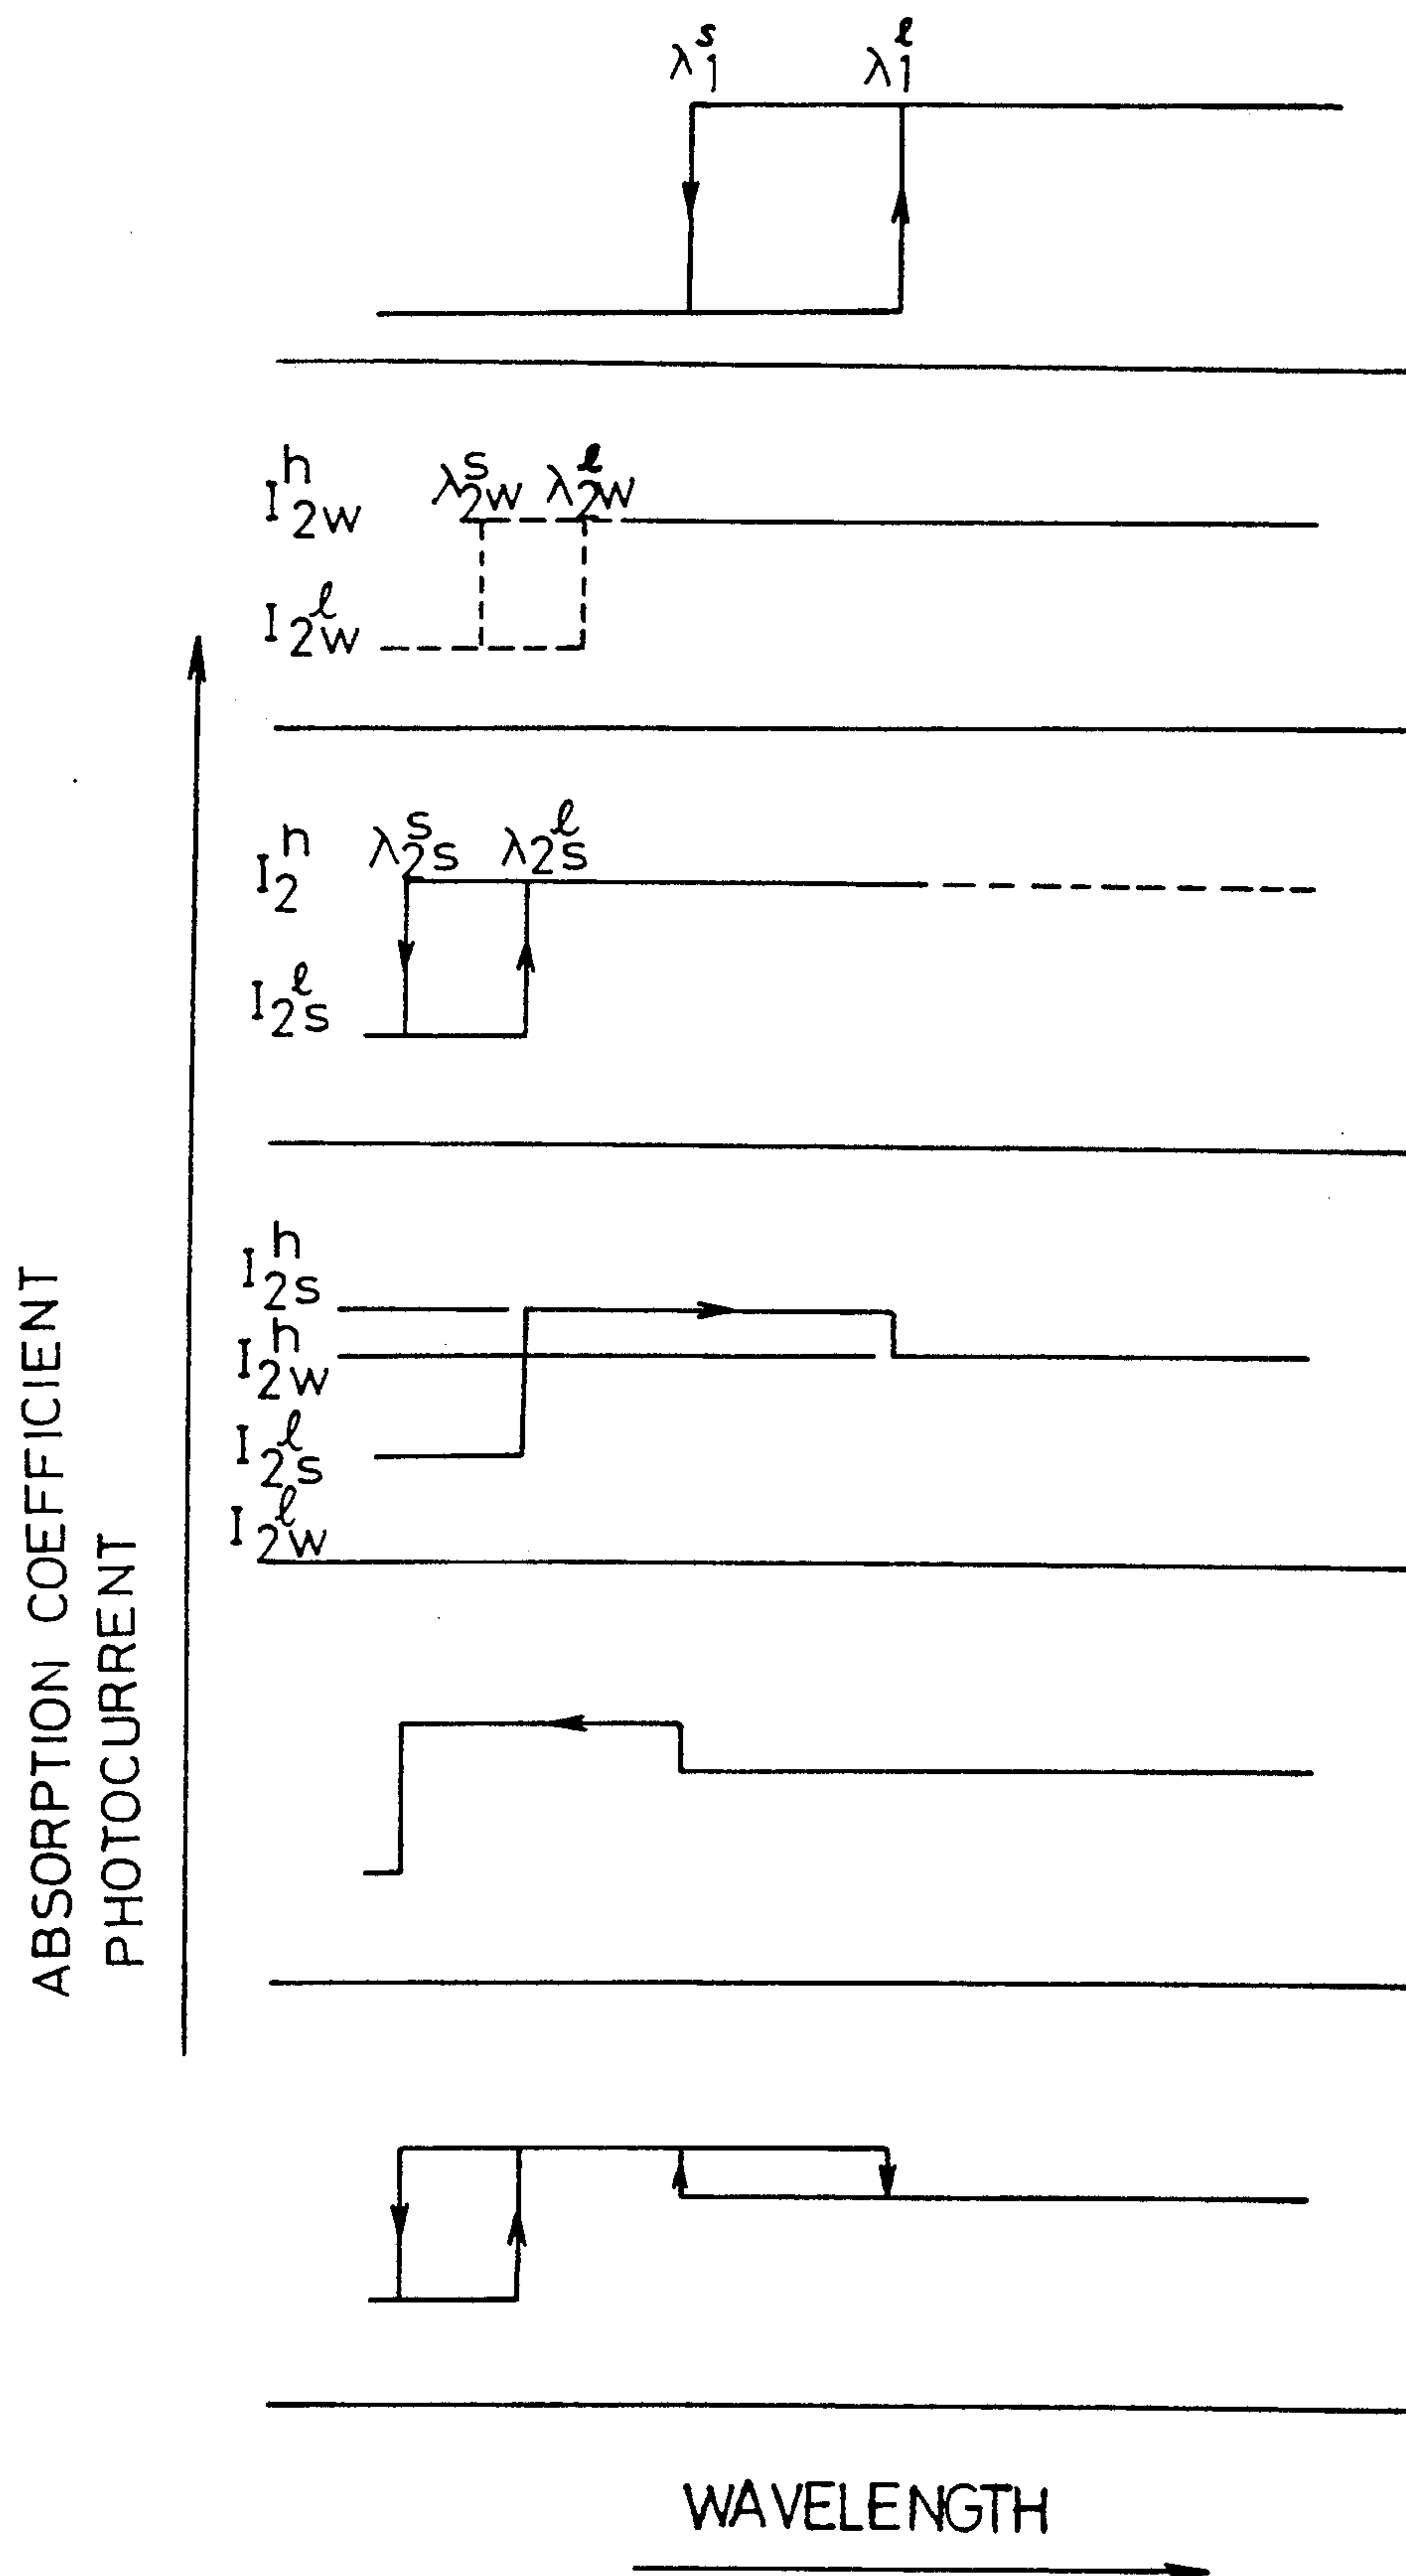 λ₁ˢ λ₁ˡ
I₂wʰ λ₂wˢ λ₂wˡ
I₂wˡ
I₂ʰ λ₂sˢ λ₂sˡ
I₂sˡ
I₂sʰ
I₂wʰ
I₂sˡ
I₂wˡ
ABSORPTION COEFFICIENT
PHOTOCURRENT
WAVELENGTH